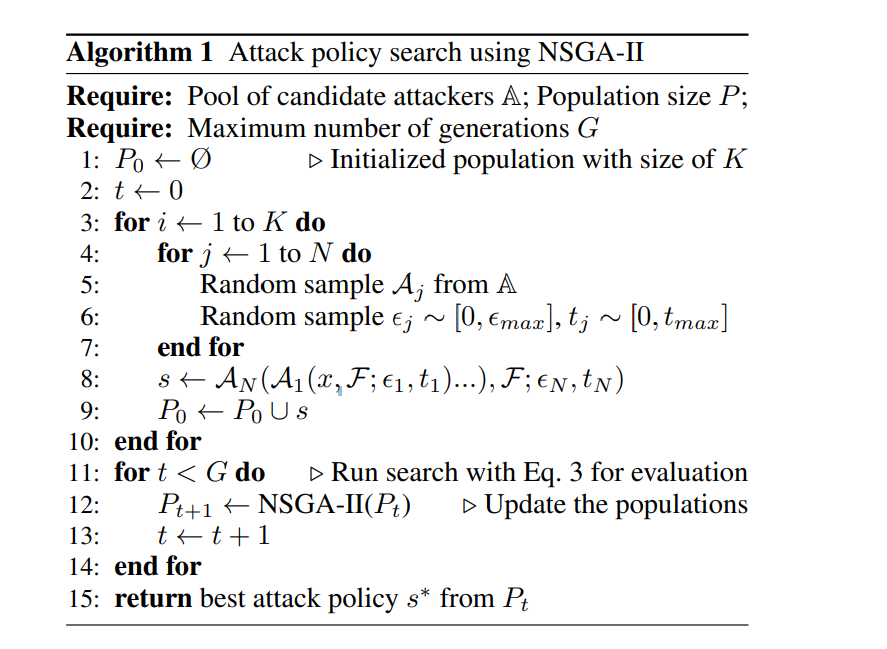 Algorithm 1 Attack policy search using NSGA-II
Require: Pool of candidate attackers 𝔸; Population size P;
Require: Maximum number of generations G
1: P₀ ← Ø ▷ Initialized population with size of K
2: t ← 0
3: for i ← 1 to K do
4: for j ← 1 to N do
5: Random sample 𝒜ⱼ from 𝔸
6: Random sample ϵⱼ ∼ [0, ϵₘₐₓ], tⱼ ∼ [0, tₘₐₓ]
7: end for
8: s ← 𝒜_N(𝒜₁(x, ℱ; ϵ₁, t₁)...), ℱ; ϵ_N, t_N)
9: P₀ ← P₀ ∪ s
10: end for
11: for t < G do ▷ Run search with Eq. 3 for evaluation
12: Pₜ₊₁ ← NSGA-II(Pₜ) ▷ Update the populations
13: t ← t + 1
14: end for
15: return best attack policy s* from Pₜ